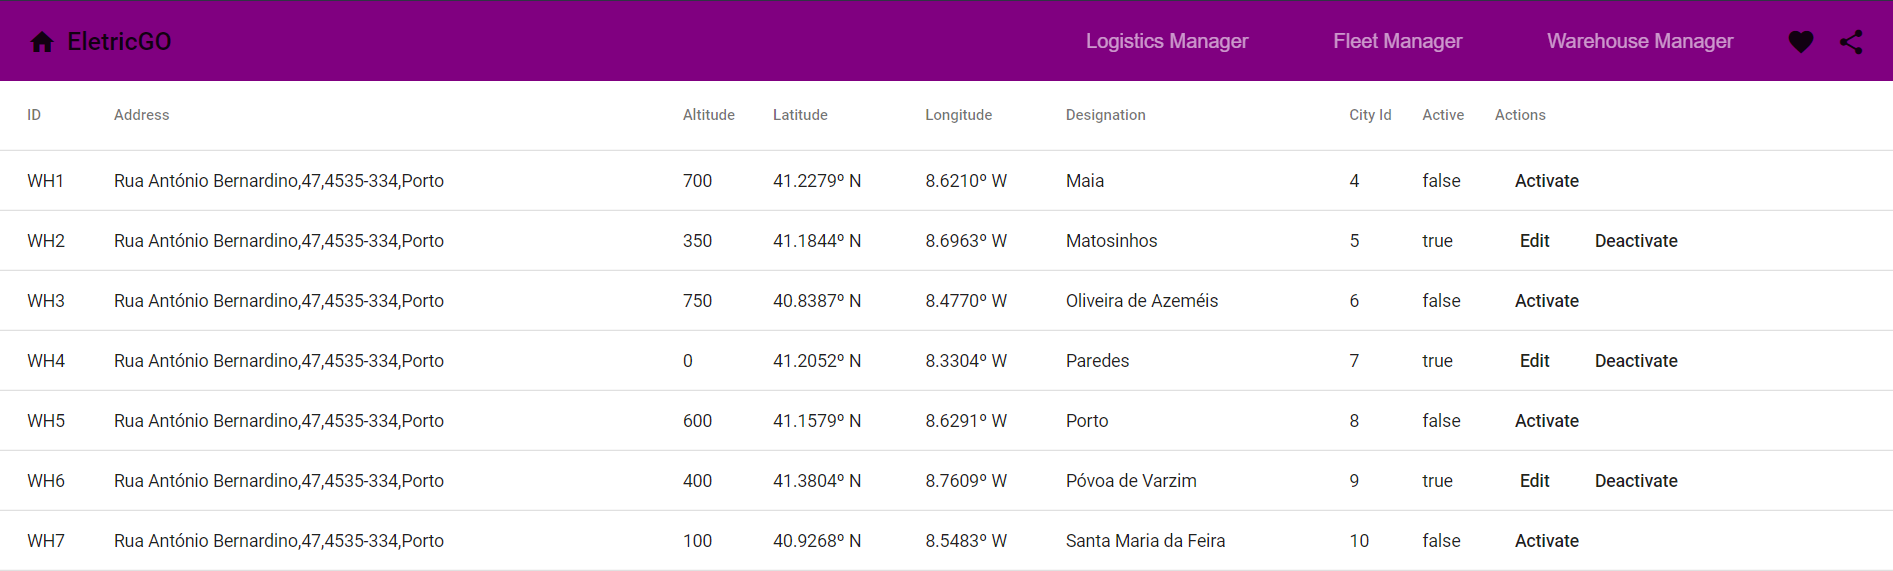 EletricGO Logistics Manager Fleet Manager Warehouse Manager
ID Address Altitude Latitude Longitude Designation City Id Active Actions
WH1 Rua António Bernardino,47,4535-334,Porto 700 41.2279º N 8.6210º W Maia 4 false Activate
WH2 Rua António Bernardino,47,4535-334,Porto 350 41.1844º N 8.6963º W Matosinhos 5 true Edit Deactivate
WH3 Rua António Bernardino,47,4535-334,Porto 750 40.8387º N 8.4770º W Oliveira de Azeméis 6 false Activate
WH4 Rua António Bernardino,47,4535-334,Porto 0 41.2052º N 8.3304º W Paredes 7 true Edit Deactivate
WH5 Rua António Bernardino,47,4535-334,Porto 600 41.1579º N 8.6291º W Porto 8 false Activate
WH6 Rua António Bernardino,47,4535-334,Porto 400 41.3804º N 8.7609º W Póvoa de Varzim 9 true Edit Deactivate
WH7 Rua António Bernardino,47,4535-334,Porto 100 40.9268º N 8.5483º W Santa Maria da Feira 10 false Activate